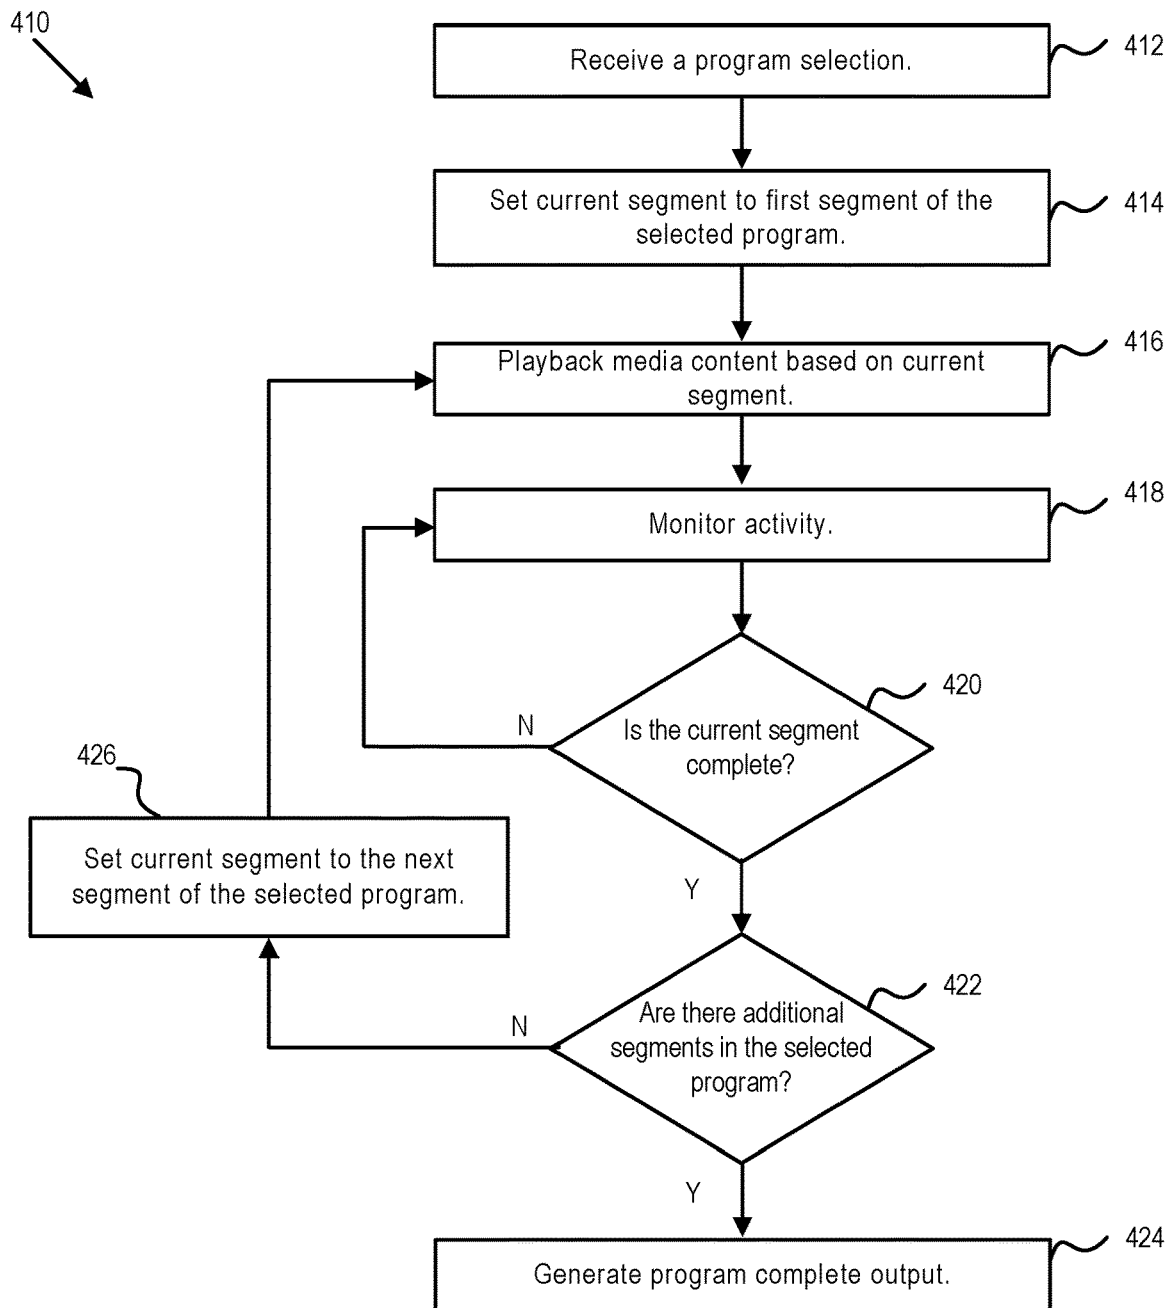 410
Receive a program selection.
412
Set current segment to first segment of the
selected program.
414
Playback media content based on current
segment.
416
Monitor activity.
418
Is the current segment
complete?
420
N
Y
426
Set current segment to the next
segment of the selected program.
Are there additional
segments in the selected
program?
422
N
Y
Generate program complete output.
424